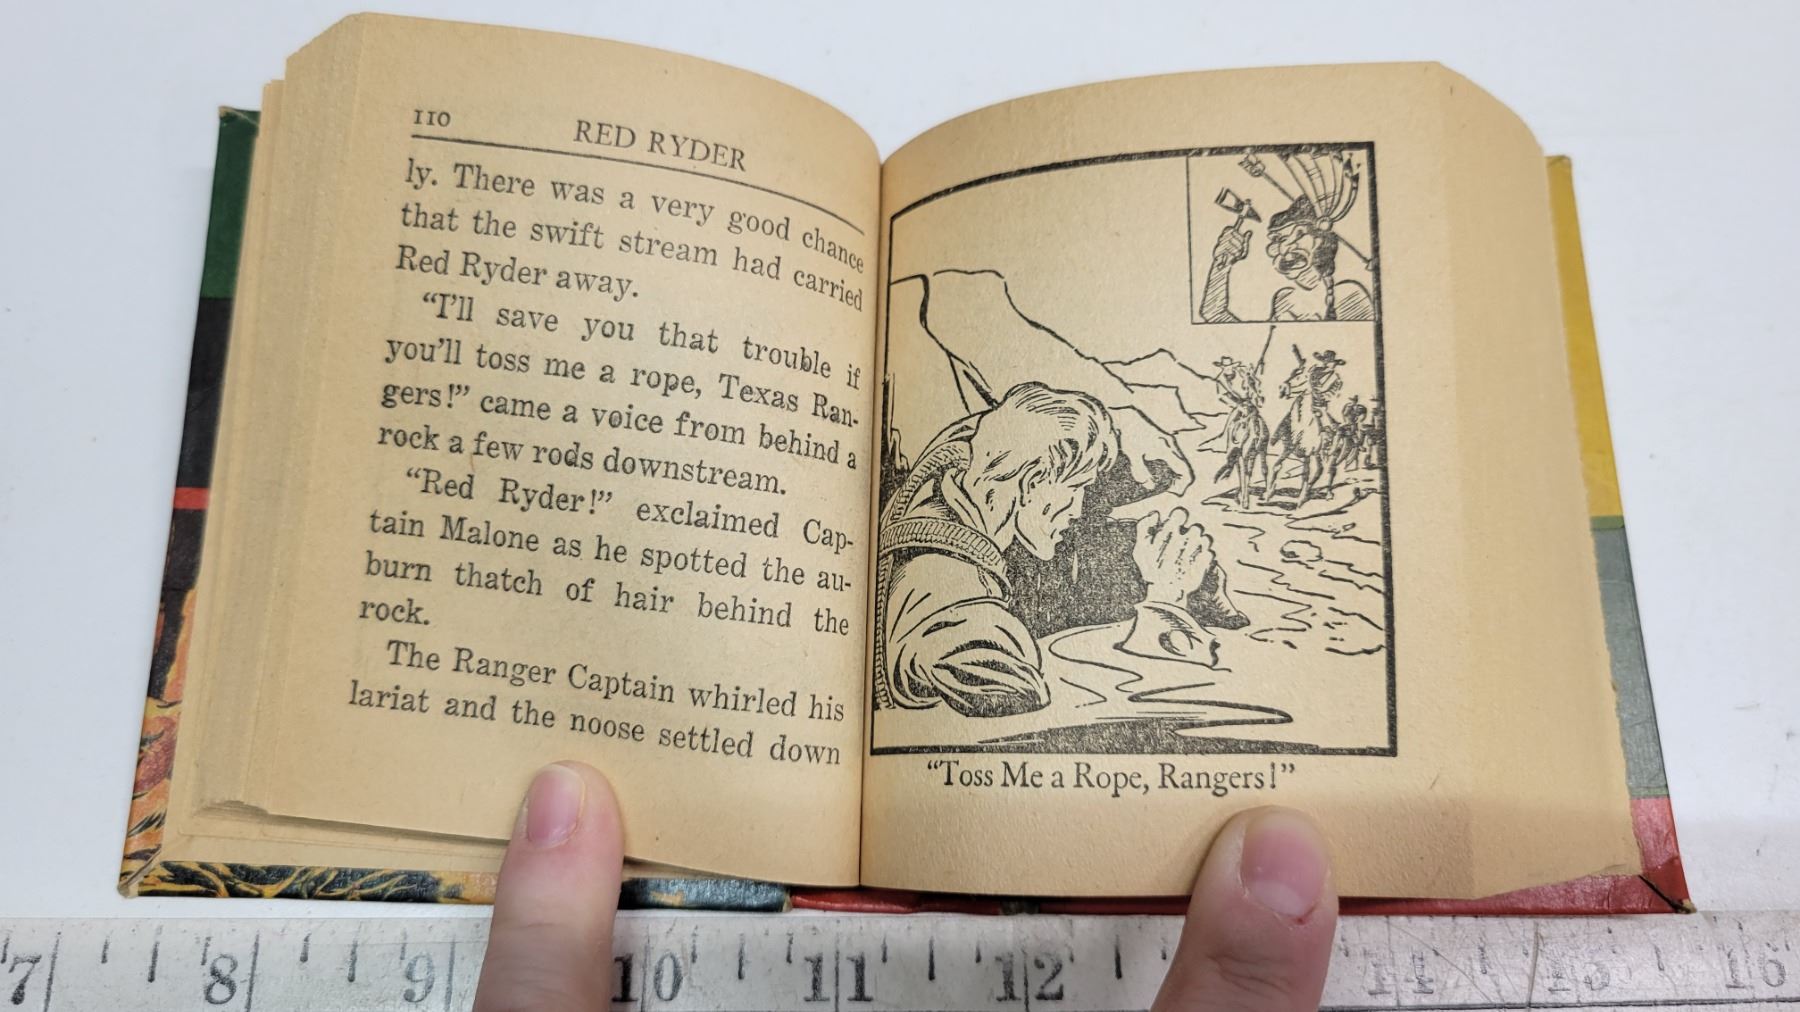 110
RED RYDER
ly. There was a very good chance
that the swift stream had carried
Red Ryder away.
“I’ll save you that trouble if
you’ll toss me a rope, Texas Ran-
gers!” came a voice from behind a
rock a few rods downstream.
“Red Ryder!” exclaimed Cap-
tain Malone as he spotted the au-
burn thatch of hair behind the
rock.
The Ranger Captain whirled his
lariat and the noose settled down
“Toss Me a Rope, Rangers!”
7 8 9 10 11 12 14 15 16